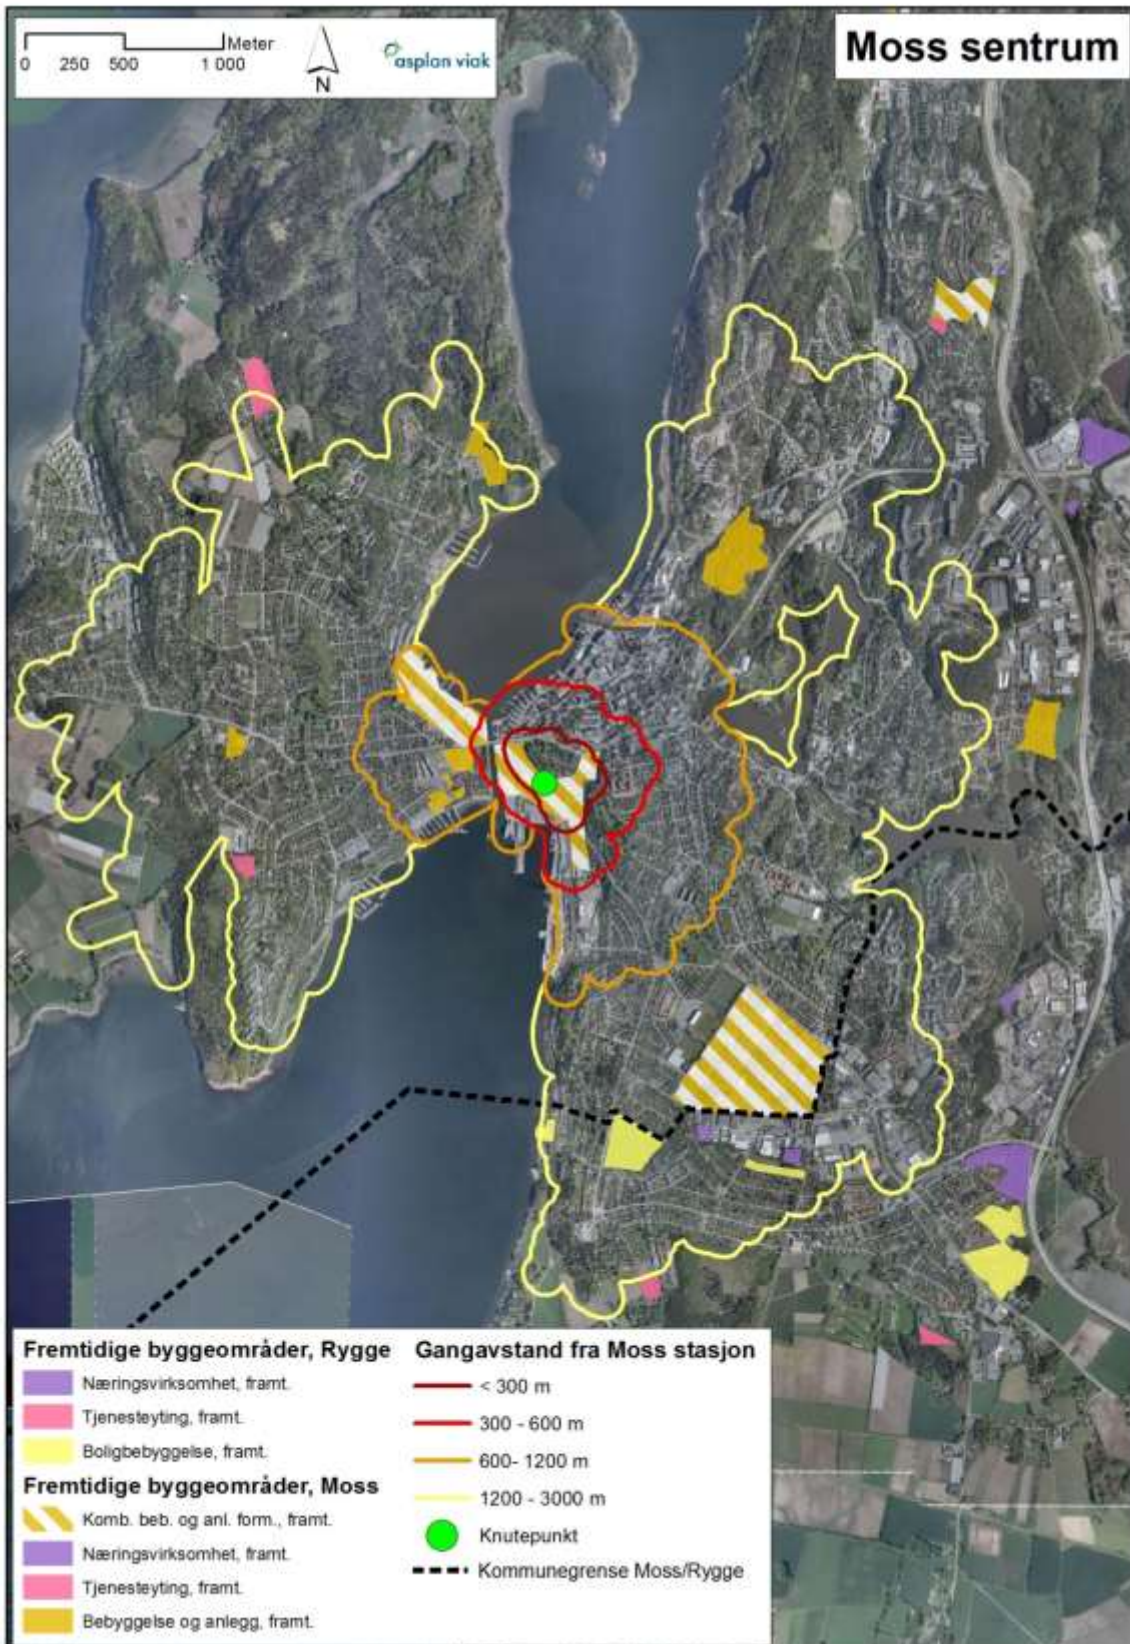 Meter
0 250 500 1 000
N
asplan viak
Moss sentrum
Fremtidige byggeområder, Rygge
Næringsvirksomhet, framt.
Tjenesteyting, framt.
Boligbebyggelse, framt.
Fremtidige byggeområder, Moss
Komb. beb. og anl. form., framt.
Næringsvirksomhet, framt.
Tjenesteyting, framt.
Bebyggelse og anlegg, framt.
Gangavstand fra Moss stasjon
< 300 m
300 - 600 m
600- 1200 m
1200 - 3000 m
Knutepunkt
Kommunegrense Moss/Rygge